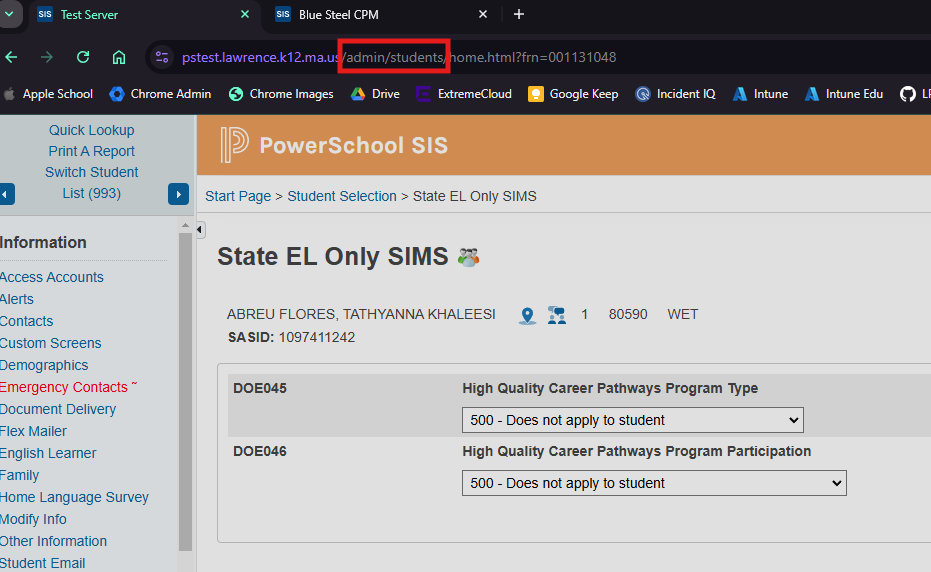 SIS Test Server
SIS Blue Steel CPM
pstest.lawrence.k12.ma.us/admin/students/home.html?frn=001131048
Apple School Chrome Admin Chrome Images Drive ExtremeCloud Google Keep Incident IQ Intune Intune Edu
Quick Lookup
Print A Report
Switch Student
List (993)
PowerSchool SIS
Start Page > Student Selection > State EL Only SIMS
Information
Access Accounts
Alerts
Contacts
Custom Screens
Demographics
Emergency Contacts ~
Document Delivery
Flex Mailer
English Learner
Family
Home Language Survey
Modify Info
Other Information
Student Email
State EL Only SIMS
ABREU FLORES, TATHYANNA KHALEESI 1 80590 WET
SASID: 1097411242
DOE045 High Quality Career Pathways Program Type
500 - Does not apply to student
DOE046 High Quality Career Pathways Program Participation
500 - Does not apply to student